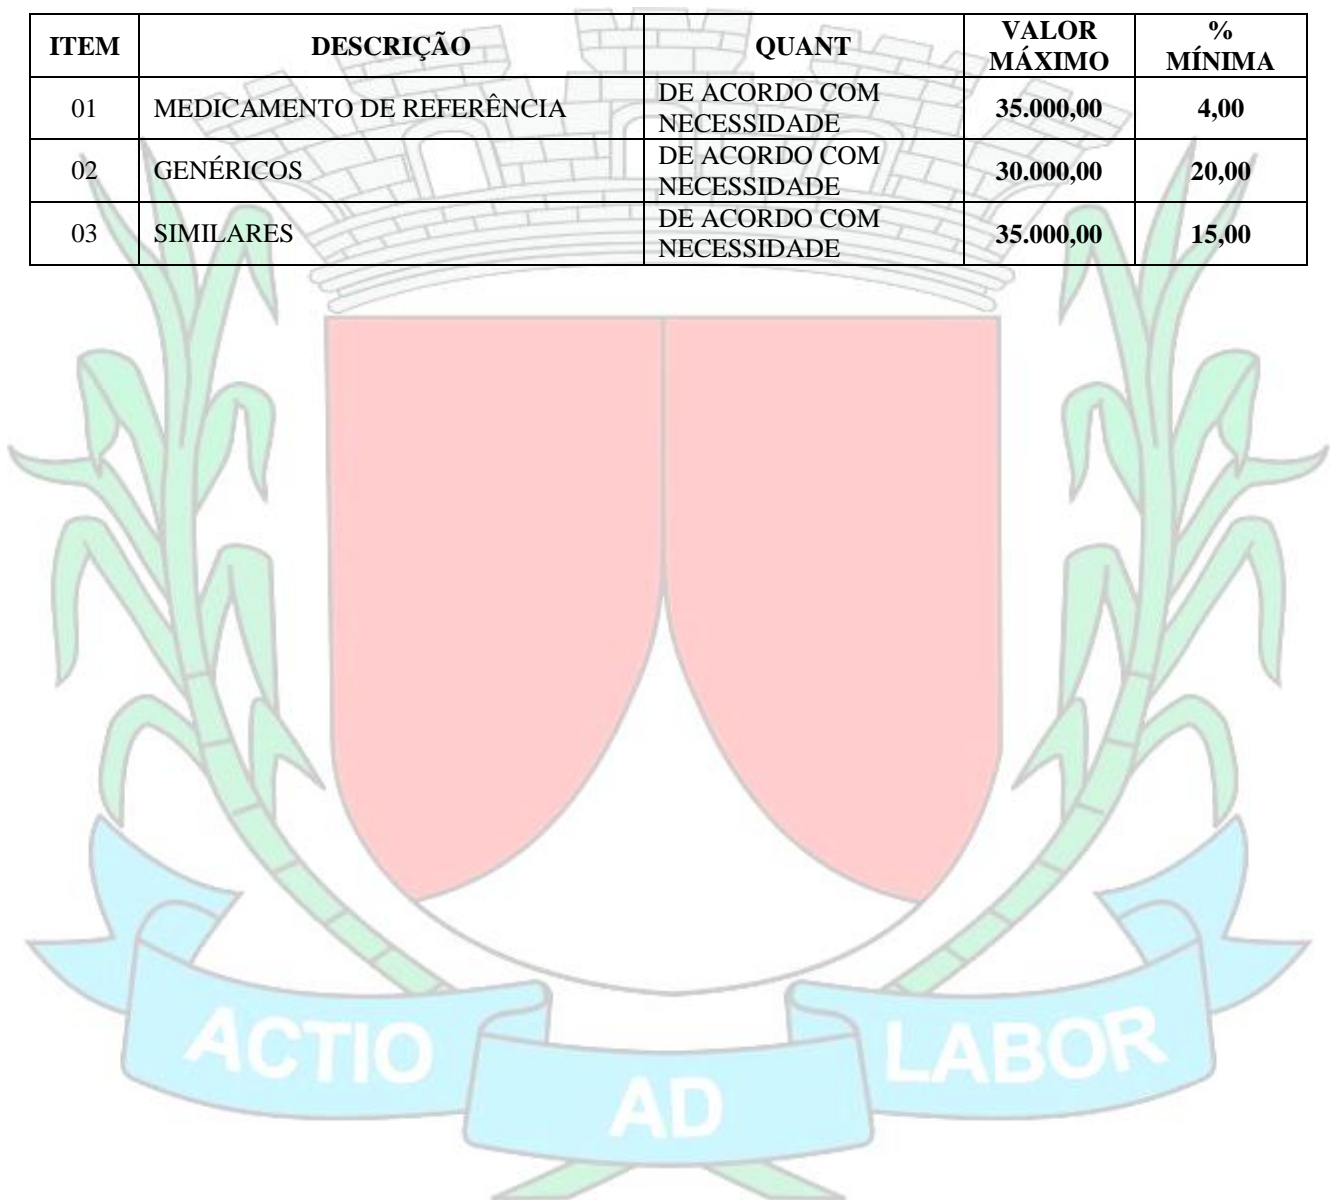 ITEM DESCRIÇÃO QUANT VALOR MÁXIMO % MÍNIMA
01 MEDICAMENTO DE REFERÊNCIA DE ACORDO COM NECESSIDADE 35.000,00 4,00
02 GENÉRICOS DE ACORDO COM NECESSIDADE 30.000,00 20,00
03 SIMILARES DE ACORDO COM NECESSIDADE 35.000,00 15,00
ACTIO AD LABOR